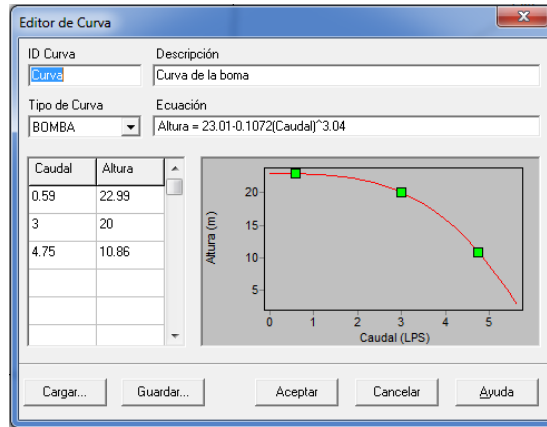 Editor de Curva
ID Curva Descripción
Curva Curva de la boma
Tipo de Curva Ecuación
BOMBA Altura = 23.01-0.1072(Caudal)^3.04
Caudal Altura
0.59 22.99
3 20
4.75 10.86
Altura (m)
20
15
10
5
0 1 2 3 4 5
Caudal (LPS)
Cargar... Guardar... Aceptar Cancelar Ayuda